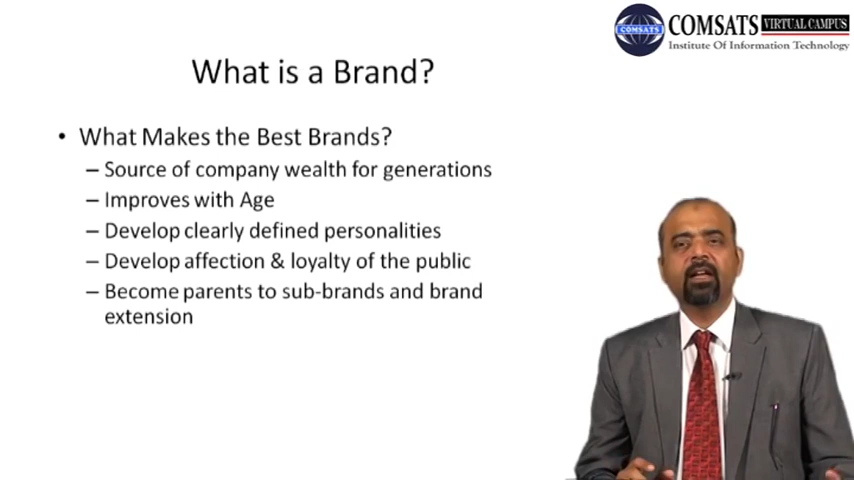 COMSATS VIRTUAL CAMPUS
COMSATS
Institute Of Information Technology
What is a Brand?
• What Makes the Best Brands?
– Source of company wealth for generations
– Improves with Age
– Develop clearly defined personalities
– Develop affection & loyalty of the public
– Become parents to sub-brands and brand
extension